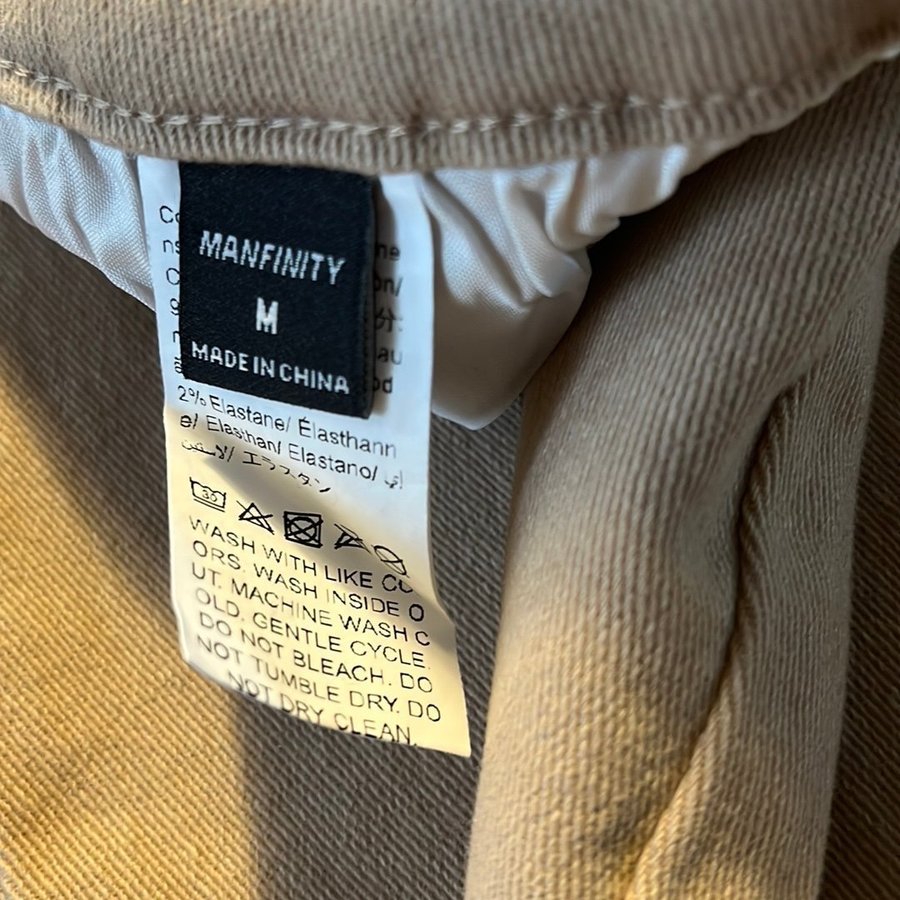 MANFINITY
M
MADE IN CHINA
2% Elastane/ Élasthann
e/ Elasthan/ Elastano/
エラスタン
30
WASH WITH LIKE CO
ORS. WASH INSIDE O
UT. MACHINE WASH C
OLD. GENTLE CYCLE.
DO NOT BLEACH. DO
NOT TUMBLE DRY. DO
NOT DRY CLEAN.